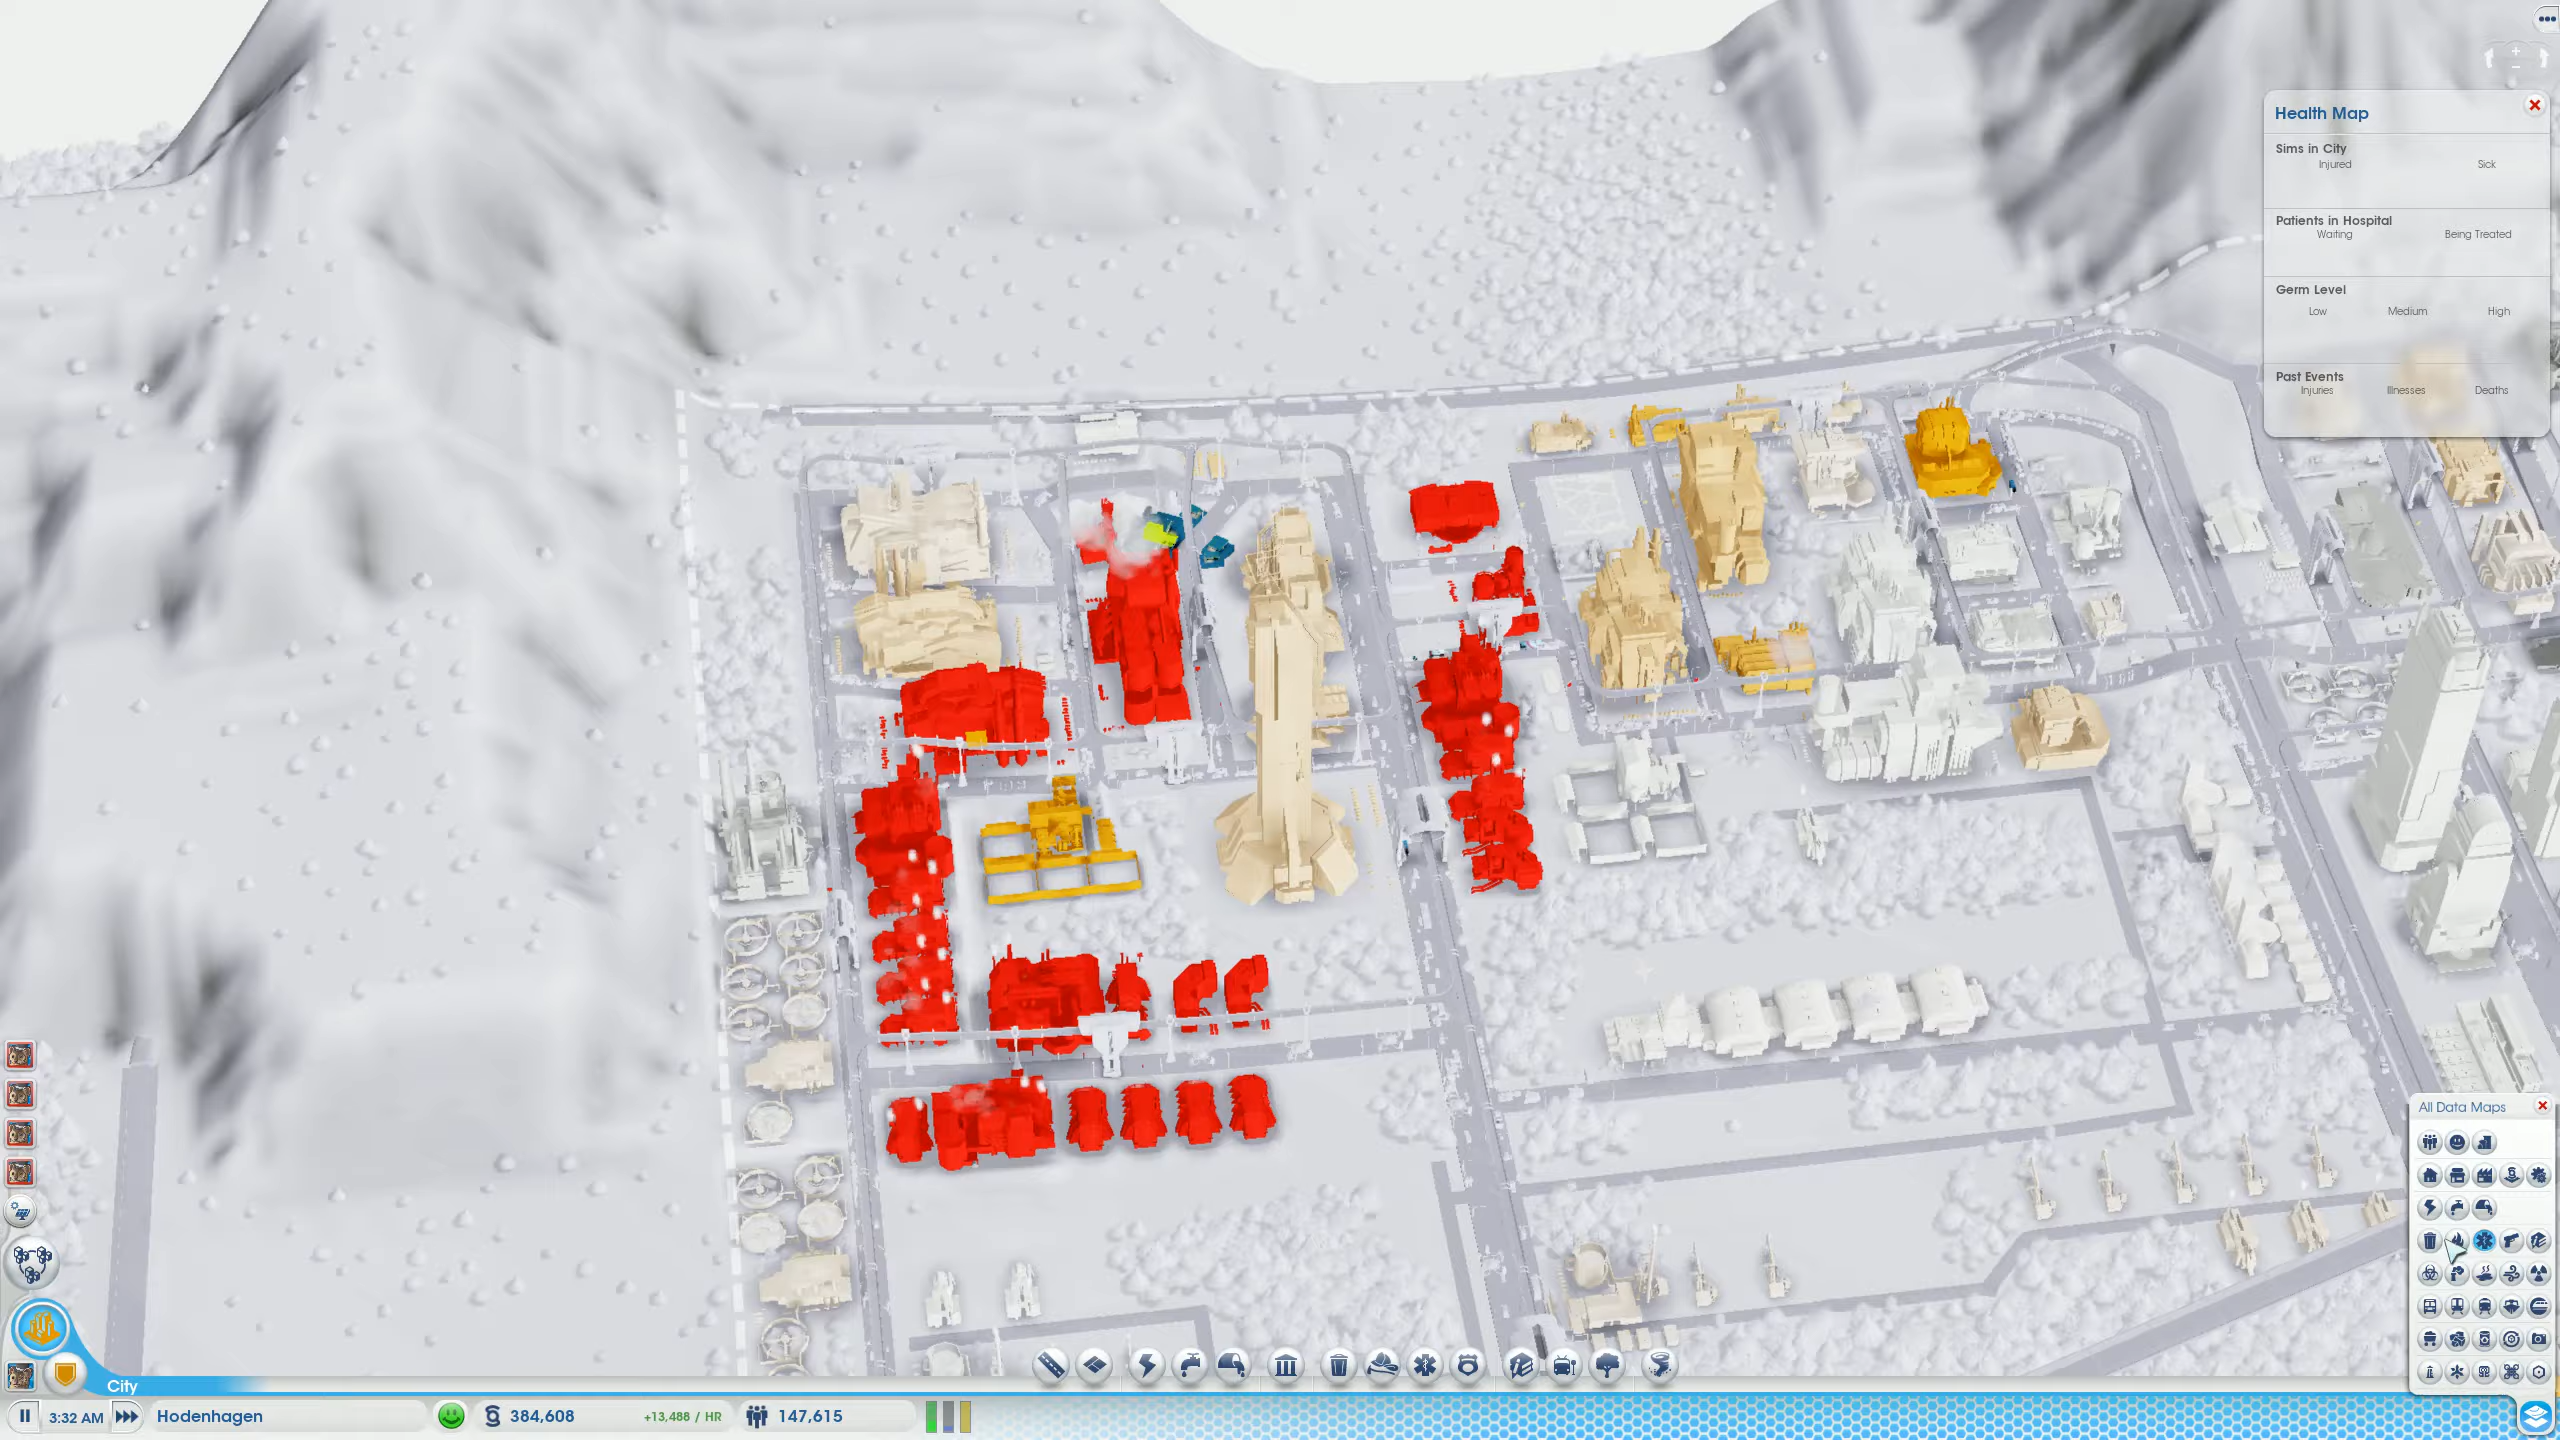 Health Map
Sims in City
Injured Sick
Patients in Hospital
Waiting Being Treated
Germ Level
Low Medium High
Past Events
Injuries Illnesses Deaths
All Data Maps
City
3:32 AM Hodenhagen 384,608 +13,488 / HR 147,615